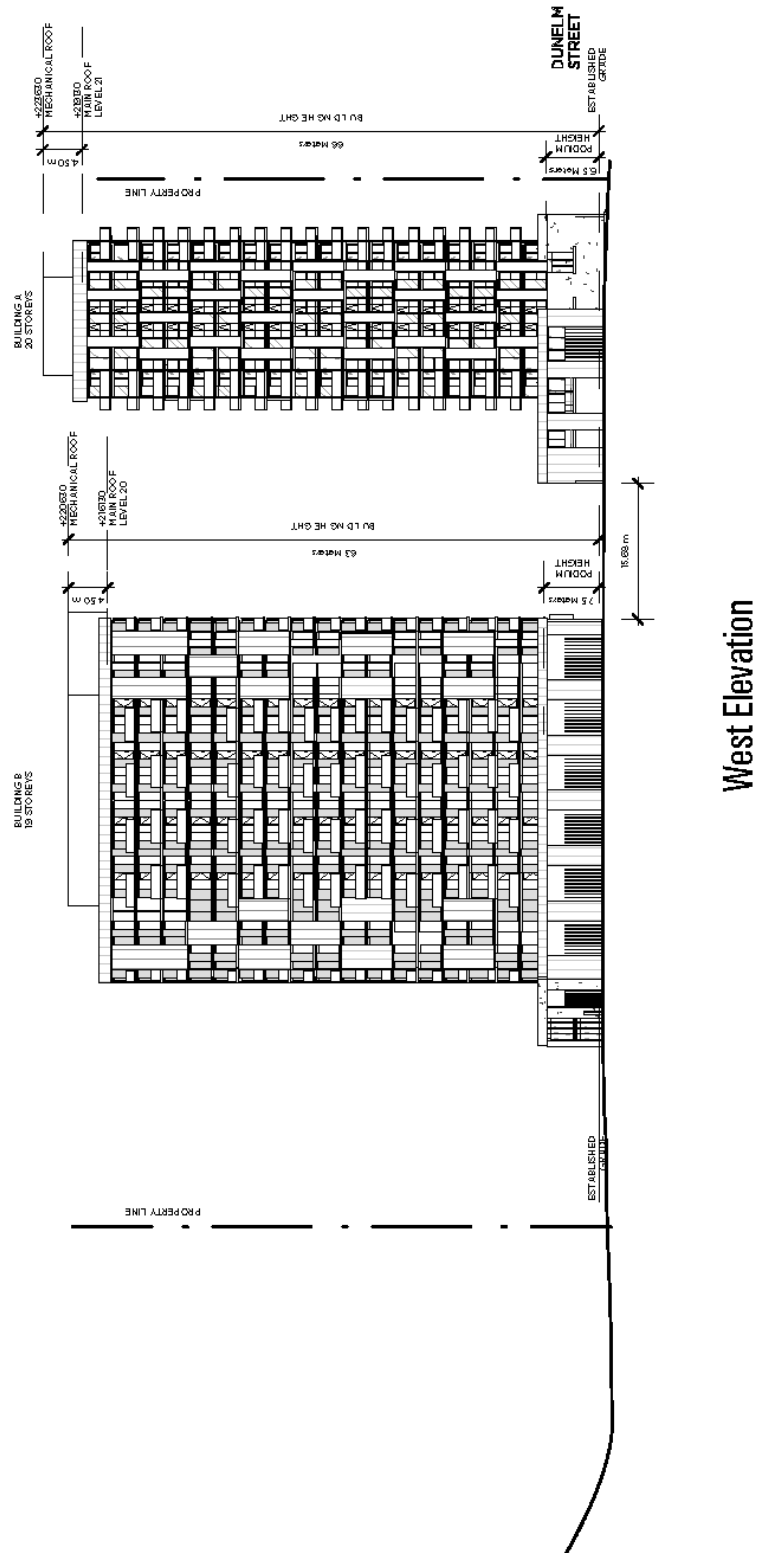 +223630
MECHANICAL ROOF
+219130
MAIN ROOF
LEVEL 21
4.50 m
BUILDING HEIGHT
66 Meters
DUNELM
STREET
ESTABLISHED
GRADE
PODIUM
HEIGHT
6.5 Meters
PROPERTY LINE
BUILDING A
20 STOREYS
+220630
MECHANICAL ROOF
+216130
MAIN ROOF
LEVEL 20
4.50 m
BUILDING HEIGHT
63 Meters
PODIUM
HEIGHT
7.5 Meters
15.69 m
BUILDING B
19 STOREYS
ESTABLISHED
GRADE
PROPERTY LINE
West Elevation